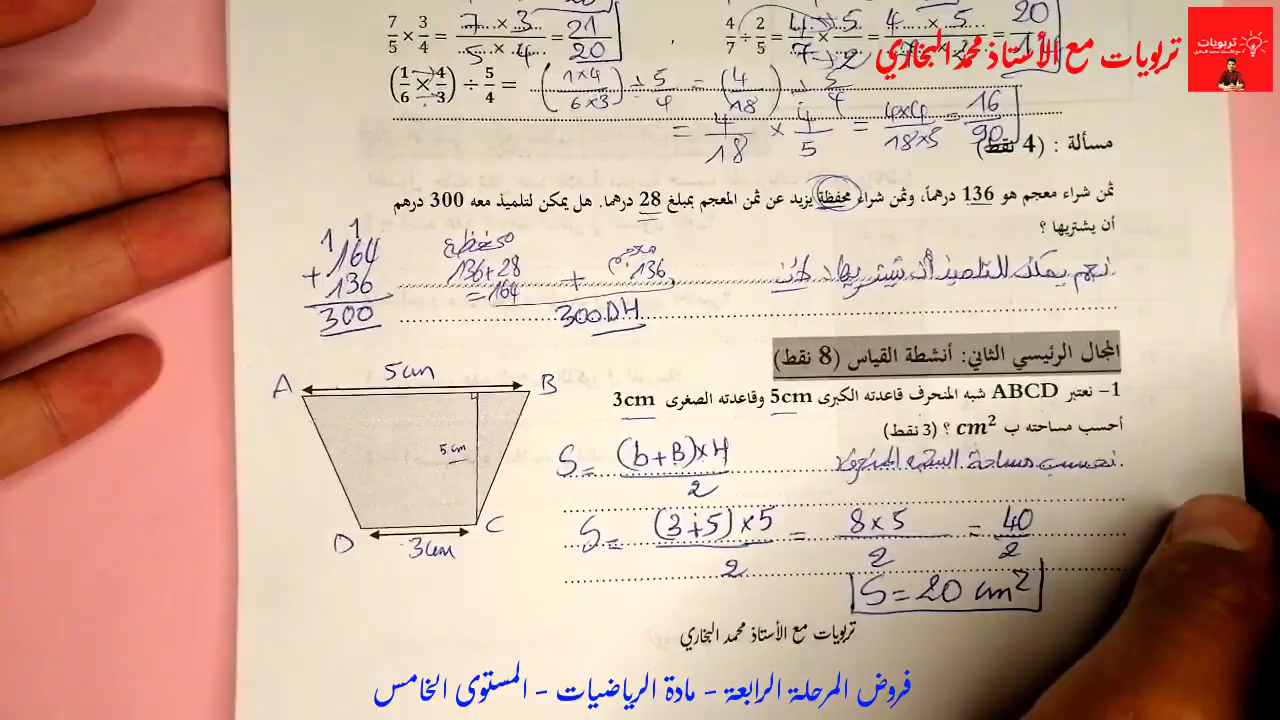 7/5 × 3/4 = 7 × 3 / 5 × 4 = 21/20
4/7 ÷ 2/5 = 4/7 × 5/2 = 4 × 5 / = 20/14
تربويات مع الأستاذ محمد البخاري
تربويات
(1/6 × 4/3) ÷ 5/4 = (1×4 / 6×3) ÷ 5/4 = (4/18) ÷ 5/4
= 4/18 × 4/5 = 4×4 / 18×5 = 16/90
مسألة : (4 نقط)
ثمن شراء معجم هو 136 درهماً، وثمن شراء محفظة يزيد عن ثمن المعجم بمبلغ 28 درهما. هل يمكن لتلميذ معه 300 درهم
أن يشتريها ؟
محفظة معجم
نعم يمكن للتلميذ أن يشتريها
136+28 + 136
= 164
300DH
11
164
+ 136
300
المجال الرئيسي الثاني: أنشطة القياس (8 نقط)
1- نعتبر ABCD شبه المنحرف قاعدته الكبرى 5cm وقاعدته الصغرى 3cm
أحسب مساحته ب cm² ؟ (3 نقط)
A 5cm B
5cm
D 3cm C
نحسب مساحة الشبه المنحرف
S = (b+B)×H / 2
S = (3+5)×5 / 2 = 8×5 / 2 = 40/2
S = 20 cm²
تربويات مع الأستاذ محمد البخاري
فروض المرحلة الرابعة - مادة الرياضيات - المستوى الخامس